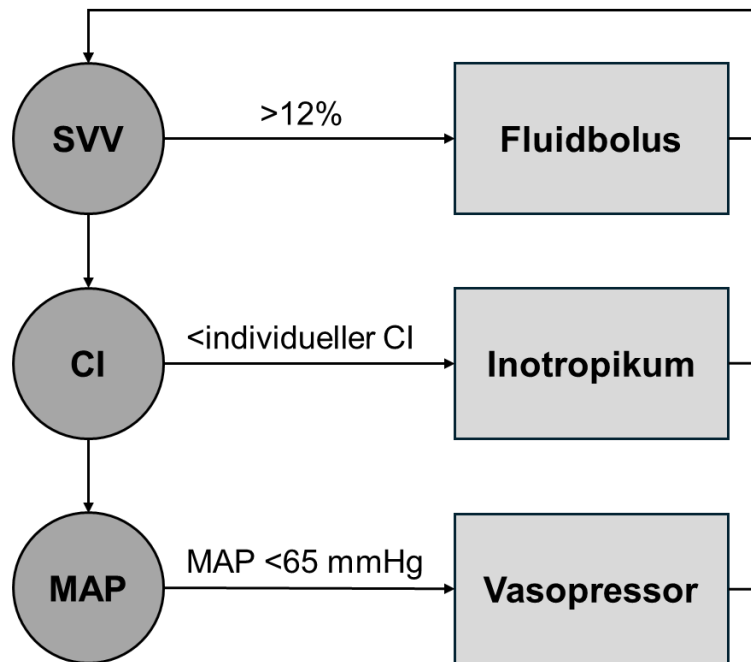 SVV
>12%
Fluidbolus
CI
<individueller CI
Inotropikum
MAP
MAP <65 mmHg
Vasopressor